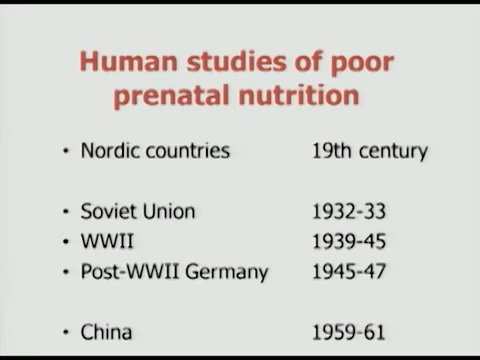 Human studies of poor
prenatal nutrition
• Nordic countries 19th century
• Soviet Union 1932-33
• WWII 1939-45
• Post-WWII Germany 1945-47
• China 1959-61